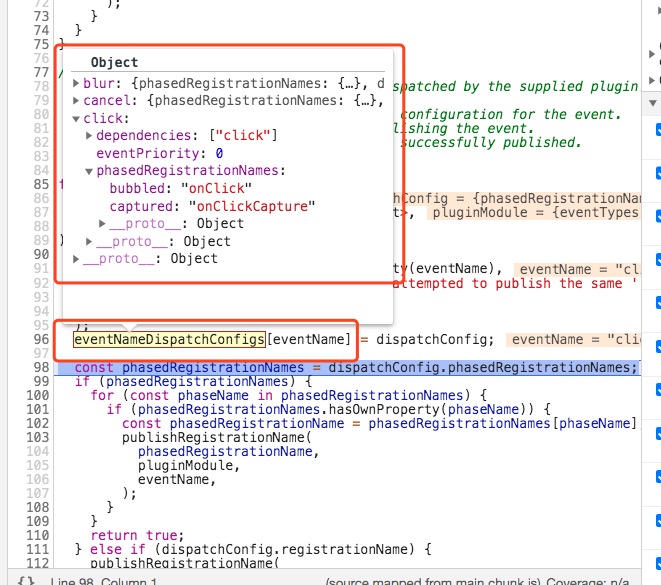 72 );
73 }
74 }
75 }
76
77 /
78 spatched by the supplied plugin
79
80 configuration for the event.
81 lishing the event.
82 successfully published.
83
84
85 f
86 hConfig = {phasedRegistrationNam
87 t>, pluginModule = {eventTypes
88
89 )
90
91 ty(eventName), eventName = "cl
92 attempted to publish the same '
93
94
95 );
96 eventNameDispatchConfigs[eventName] = dispatchConfig; eventName = "clic
97
98 const phasedRegistrationNames = dispatchConfig.phasedRegistrationNames;
99 if (phasedRegistrationNames) {
100 for (const phaseName in phasedRegistrationNames) {
101 if (phasedRegistrationNames.hasOwnProperty(phaseName)) {
102 const phasedRegistrationName = phasedRegistrationNames[phaseName]
103 publishRegistrationName(
104 phasedRegistrationName,
105 pluginModule,
106 eventName,
107 );
108 }
109 }
110 return true;
111 } else if (dispatchConfig.registrationName) {
112 publishRegistrationName(
Object
blur: {phasedRegistrationNames: {…}, d
cancel: {phasedRegistrationNames: {…},
click:
dependencies: ["click"]
eventPriority: 0
phasedRegistrationNames:
bubbled: "onClick"
captured: "onClickCapture"
__proto__: Object
__proto__: Object
__proto__: Object
{} Line 98, Column 1 (source mapped from main.chunk.js) Coverage: n/a